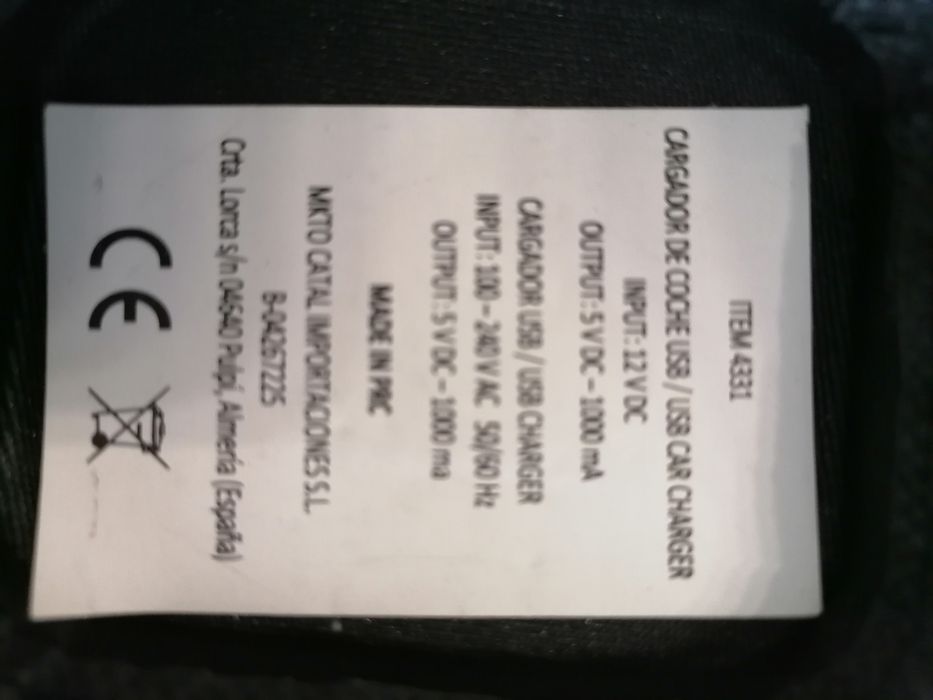 ITEM 4331
CARGADOR DE COCHE USB / USB CAR CHARGER
INPUT : 12 V DC
OUTPUT : 5 V DC – 1000 mA
CARGADOR USB / USB CHARGER
INPUT : 100 – 240 V AC 50/60 Hz
OUTPUT : 5 V DC – 1000 ma
MADE IN PRC
MKTO CATAL IMPORTACIONES S.L.
B-04267225
Crta. Lorca s/n 04640 Pulpí, Almería (España)
CE